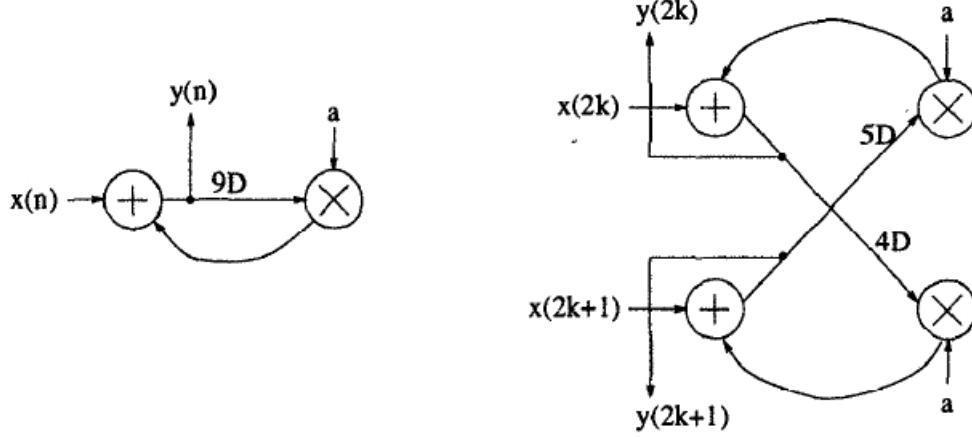 y(n)
a
x(n)
9D
y(2k)
a
x(2k)
5D
4D
x(2k+1)
a
y(2k+1)